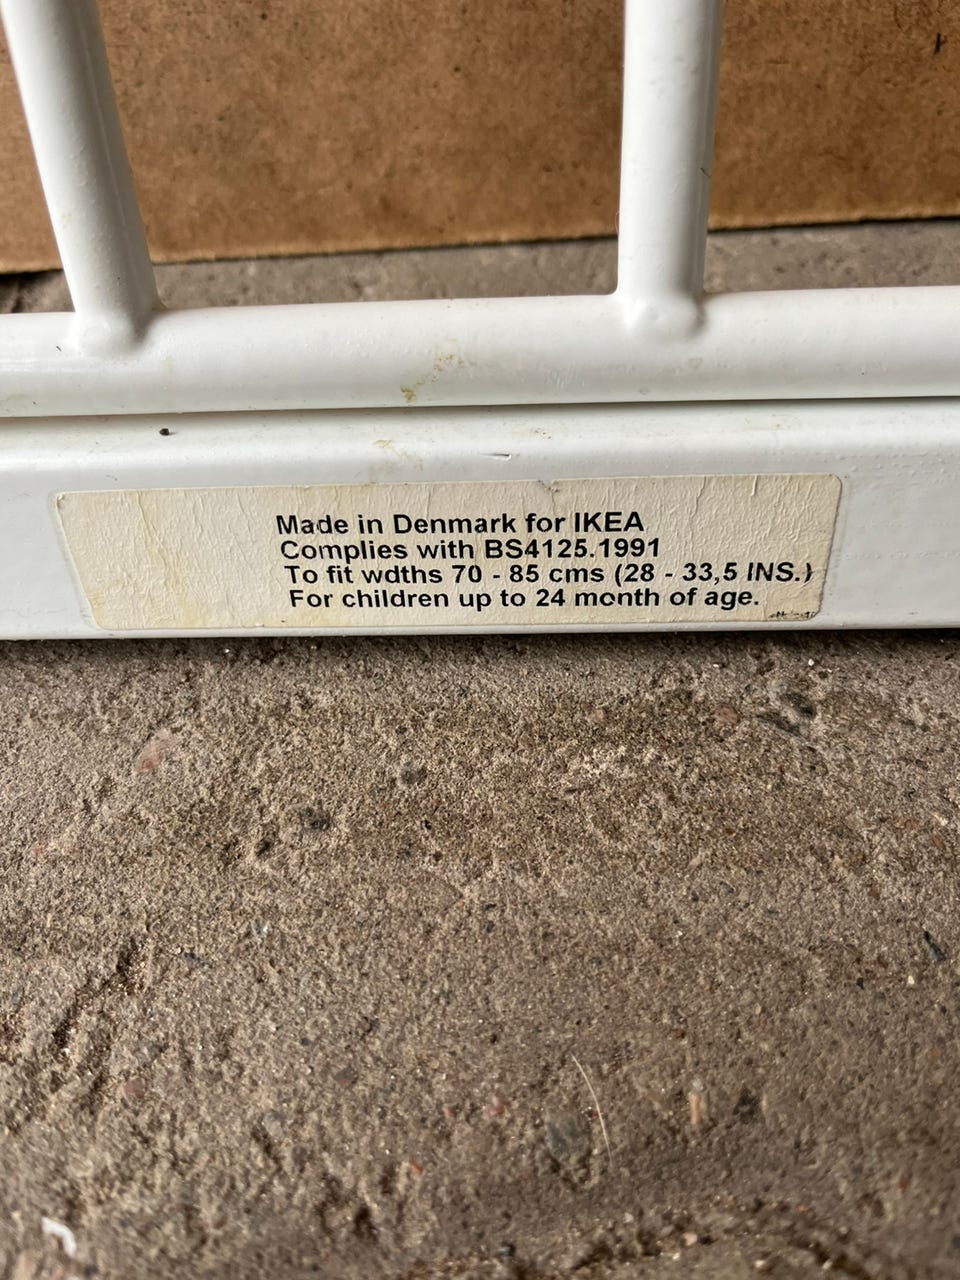 Made in Denmark for IKEA
Complies with BS4125.1991
To fit wdths 70 - 85 cms (28 - 33,5 INS.)
For children up to 24 month of age.